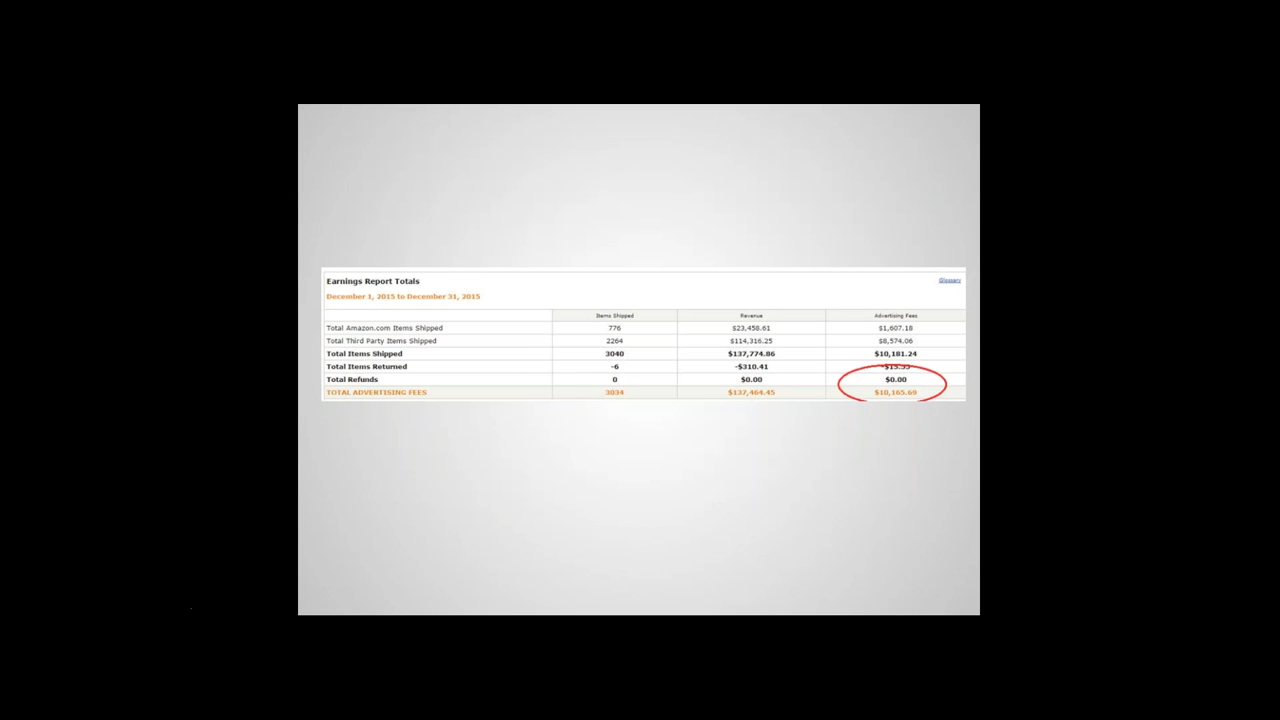 Earnings Report Totals Glossary
December 1, 2015 to December 31, 2015
Items Shipped Revenue Advertising Fees
Total Amazon.com Items Shipped 776 $23,458.61 $1,607.18
Total Third Party Items Shipped 2264 $114,316.25 $8,574.06
Total Items Shipped 3040 $137,774.86 $10,181.24
Total Items Returned -6 -$310.41 -$15.55
Total Refunds 0 $0.00 $0.00
TOTAL ADVERTISING FEES 3034 $137,464.45 $10,165.69